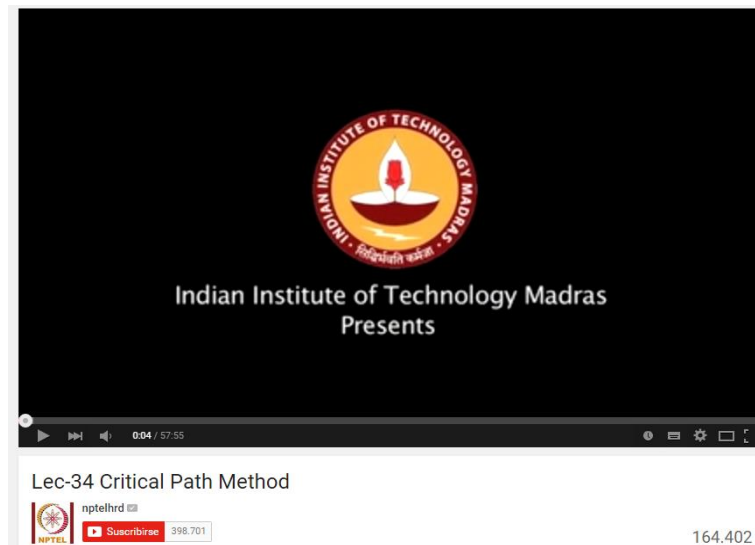 INDIAN INSTITUTE OF TECHNOLOGY MADRAS
सिद्धिर्भवति कर्मजा
Indian Institute of Technology Madras
Presents
0:04 / 57:55
Lec-34 Critical Path Method
nptelhrd
NPTEL
Suscribirse 398.701
164.402